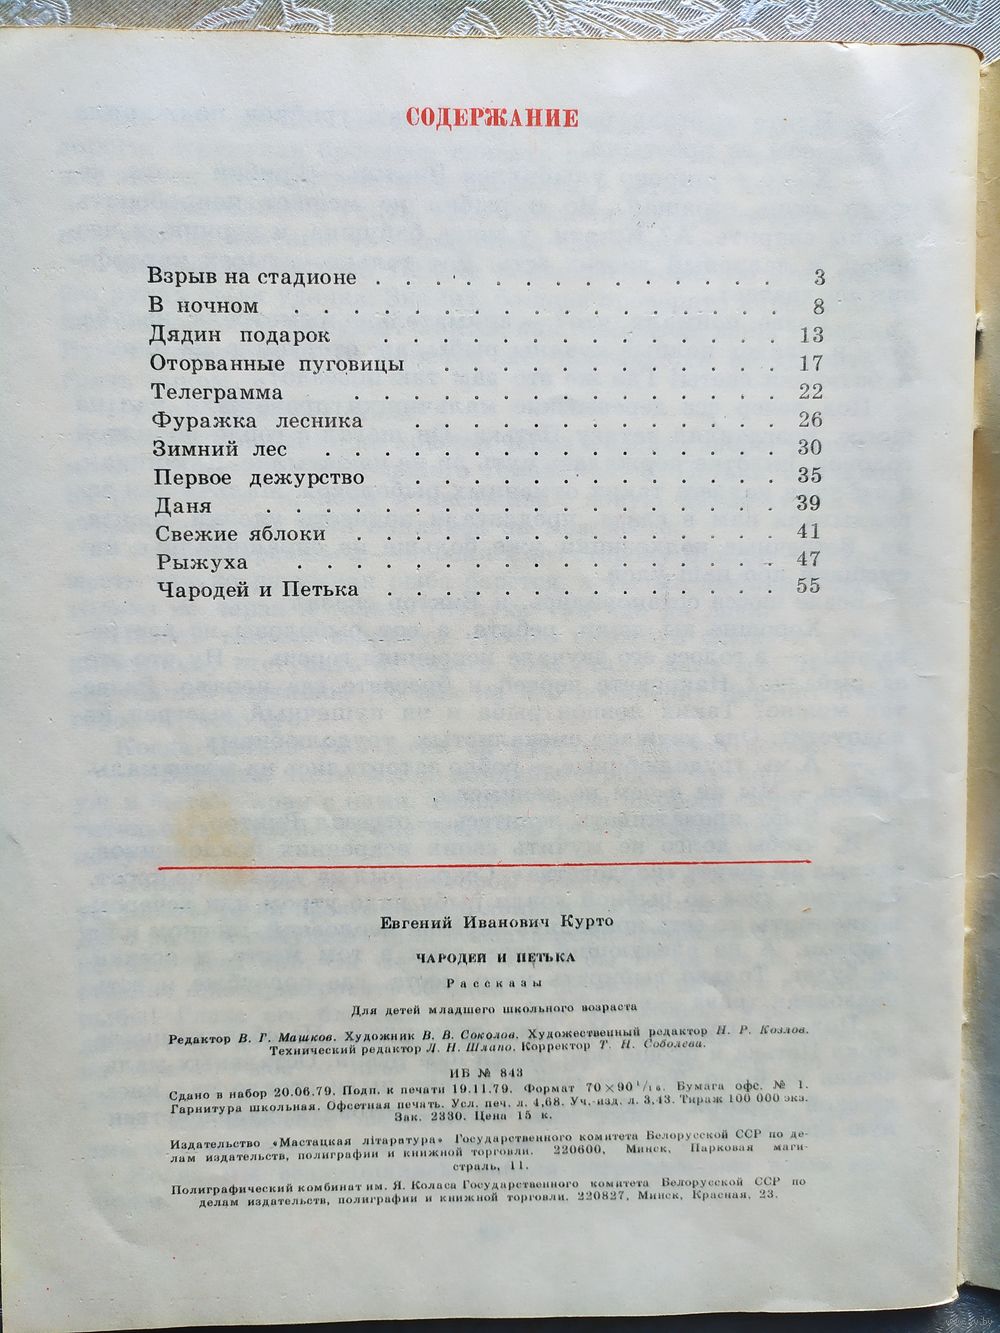 СОДЕРЖАНИЕ
Взрыв на стадионе . . . . . . . . . . . . . . . 3
В ночном . . . . . . . . . . . . . . . . . . 8
Дядин подарок . . . . . . . . . . . . . . . 13
Оторванные пуговицы . . . . . . . . . . . . 17
Телеграмма . . . . . . . . . . . . . . . . 22
Фуражка лесника . . . . . . . . . . . . . . 26
Зимний лес . . . . . . . . . . . . . . . . . 30
Первое дежурство . . . . . . . . . . . . . . 35
Даня . . . . . . . . . . . . . . . . . . . 39
Свежие яблоки . . . . . . . . . . . . . . . 41
Рыжуха . . . . . . . . . . . . . . . . . . 47
Чародей и Петька . . . . . . . . . . . . . . 55
Евгений Иванович Курто
ЧАРОДЕЙ И ПЕТЬКА
Рассказы
Для детей младшего школьного возраста
Редактор В. Г. Машков. Художник В. В. Соколов. Художественный редактор Н. Р. Козлов.
Технический редактор Л. Н. Шлапо. Корректор Т. Н. Соболева.
ИБ № 843
Сдано в набор 20.06.79. Подп. к печати 19.11.79. Формат 70×90 1/16. Бумага офс. № 1.
Гарнитура школьная. Офсетная печать. Усл. печ. л. 4,68. Уч.-изд. л. 3,43. Тираж 100 000 экз.
Зак. 2330. Цена 15 к.
Издательство «Мастацкая літаратура» Государственного комитета Белорусской ССР по де-
лам издательств, полиграфии и книжной торговли. 220600, Минск, Парковая маги-
страль, 11.
Полиграфический комбинат им. Я. Коласа Государственного комитета Белорусской ССР по
делам издательств, полиграфии и книжной торговли. 220827, Минск, Красная, 23.